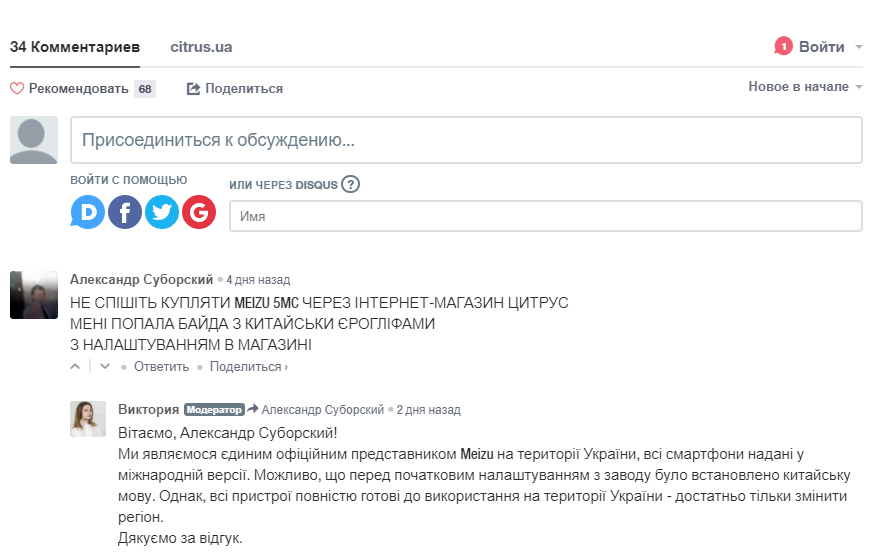 34 Комментариев citrus.ua 1 Войти
Рекомендовать 68 Поделиться Новое в начале
Присоединиться к обсуждению...
ВОЙТИ С ПОМОЩЬЮ ИЛИ ЧЕРЕЗ DISQUS ?
D f G Имя
Александр Суборский • 4 дня назад
НЕ СПІШІТЬ КУПЛЯТИ MEIZU 5MC ЧЕРЕЗ ІНТЕРНЕТ-МАГАЗИН ЦИТРУС
МЕНІ ПОПАЛА БАЙДА З КИТАЙСЬКИ ЄРОГЛІФАМИ
З НАЛАШТУВАННЯМ В МАГАЗИНІ
• Ответить • Поделиться ›
Виктория Модератор Александр Суборский • 2 дня назад
Вітаємо, Александр Суборский!
Ми являємося єдиним офіційним представником Meizu на території України, всі смартфони надані у
міжнародній версії. Можливо, що перед початковим налаштуванням з заводу було встановлено китайську
мову. Однак, всі пристрої повністю готові до використання на території України - достатньо тільки змінити
регіон.
Дякуємо за відгук.